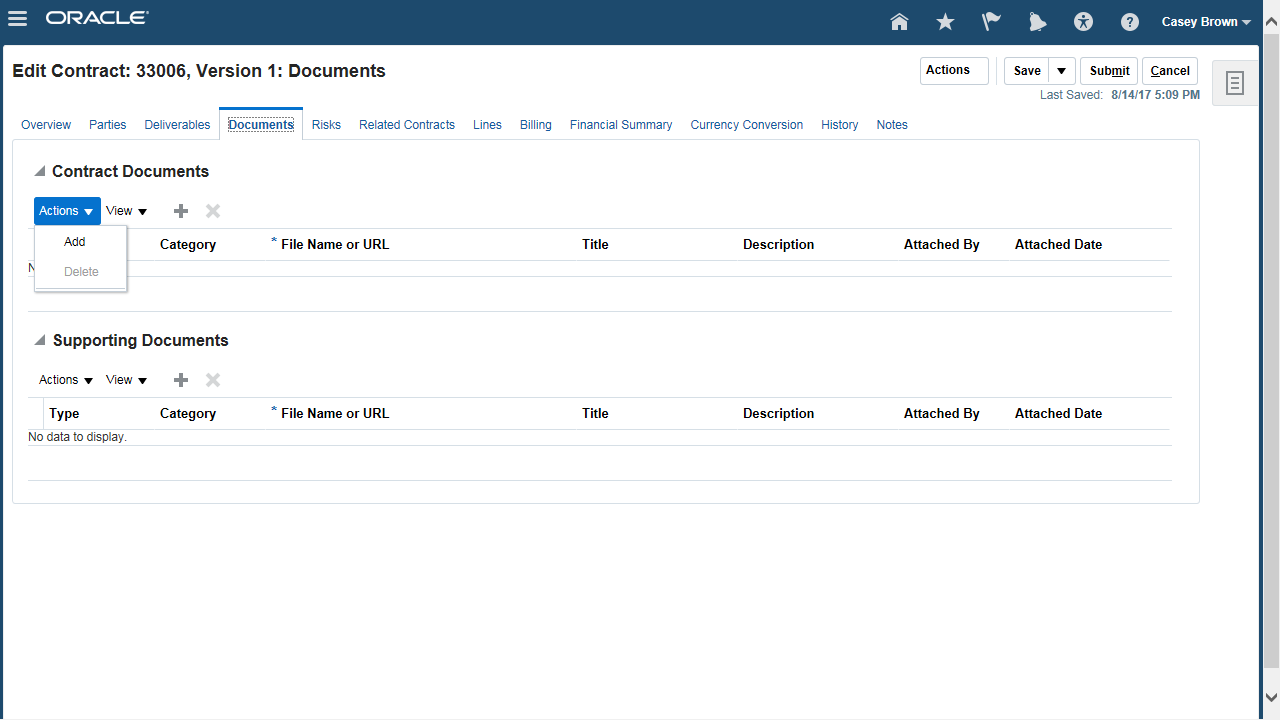 ORACLE
Casey Brown
Edit Contract: 33006, Version 1: Documents
Actions Save Submit Cancel
Last Saved: 8/14/17 5:09 PM
Overview Parties Deliverables Documents Risks Related Contracts Lines Billing Financial Summary Currency Conversion History Notes
Contract Documents
Actions View
Category * File Name or URL Title Description Attached By Attached Date
Add
Delete
Supporting Documents
Actions View
Type Category * File Name or URL Title Description Attached By Attached Date
No data to display.